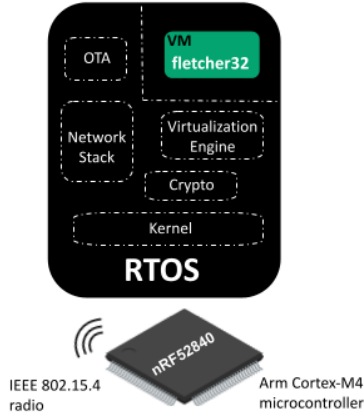 OTA
VM
fletcher32
Network
Stack
Virtualization
Engine
Crypto
Kernel
RTOS
nRF52840
IEEE 802.15.4
radio
Arm Cortex-M4
microcontroller